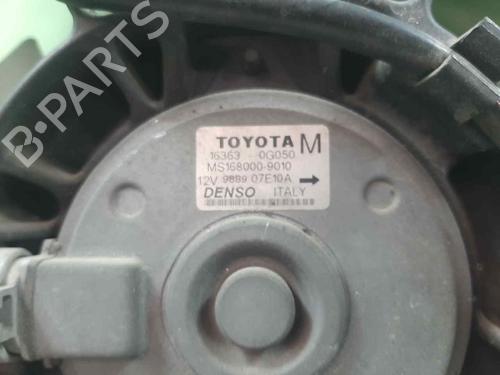 B-PARTS
TOYOTA M
16363 0G050
MS168000-9010
12V 9889 07E10A →
DENSO ITALY